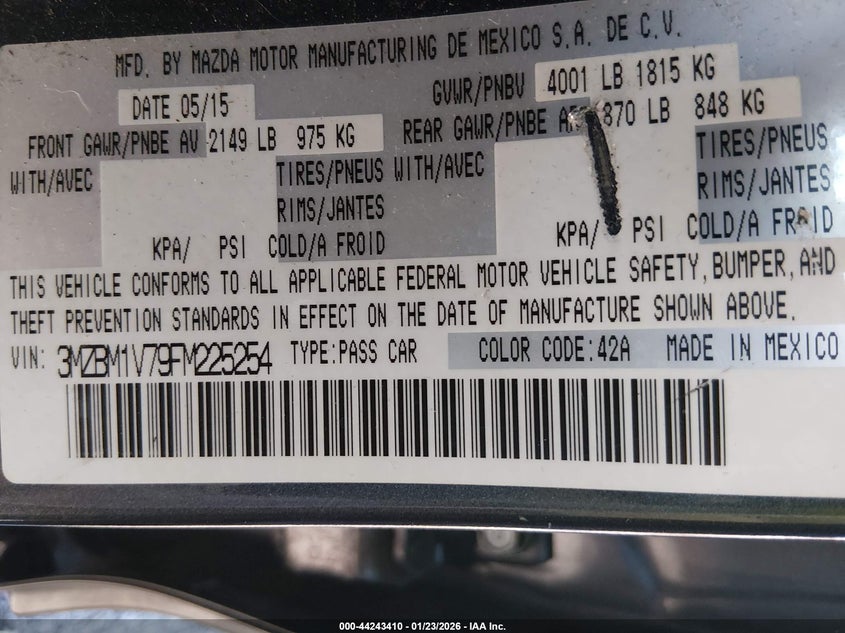 MFD. BY MAZDA MOTOR MANUFACTURING DE MEXICO S.A. DE C.V.
DATE 05/15 GVWR/PNBV 4001 LB 1815 KG
FRONT GAWR/PNBE AV 2149 LB 975 KG REAR GAWR/PNBE 870 LB 848 KG
WITH/AVEC TIRES/PNEUS WITH/AVEC TIRES/PNEUS
RIMS/JANTES RIMS/JANTES
KPA/ PSI COLD/A FROID KPA/ PSI COLD/A FROID
THIS VEHICLE CONFORMS TO ALL APPLICABLE FEDERAL MOTOR VEHICLE SAFETY, BUMPER, AND
THEFT PREVENTION STANDARDS IN EFFECT ON THE DATE OF MANUFACTURE SHOWN ABOVE.
VIN: 3MZBM1V79FM225254 TYPE:PASS CAR COLOR CODE:42A MADE IN MEXICO
000-44243410 - 01/23/2026 - IAA Inc.